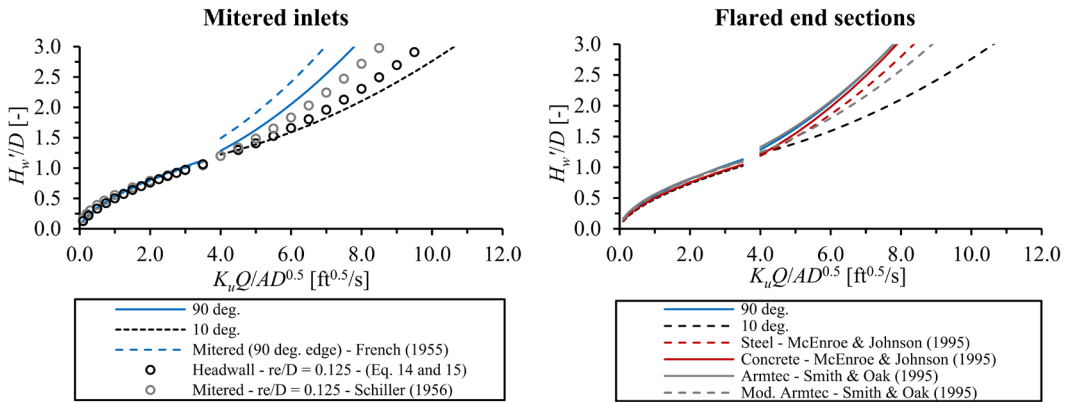 Mitered inlets
3.0
2.5
2.0
1.5
1.0
0.5
0.0
Hw'/D [-]
0.0 2.0 4.0 6.0 8.0 10.0 12.0
KuQ/AD0.5 [ft0.5/s]
90 deg.
10 deg.
Mitered (90 deg. edge) - French (1955)
Headwall - re/D = 0.125 - (Eq. 14 and 15)
Mitered - re/D = 0.125 - Schiller (1956)
Flared end sections
3.0
2.5
2.0
1.5
1.0
0.5
0.0
Hw'/D [-]
0.0 2.0 4.0 6.0 8.0 10.0 12.0
KuQ/AD0.5 [ft0.5/s]
90 deg.
10 deg.
Steel - McEnroe & Johnson (1995)
Concrete - McEnroe & Johnson (1995)
Armtec - Smith & Oak (1995)
Mod. Armtec - Smith & Oak (1995)